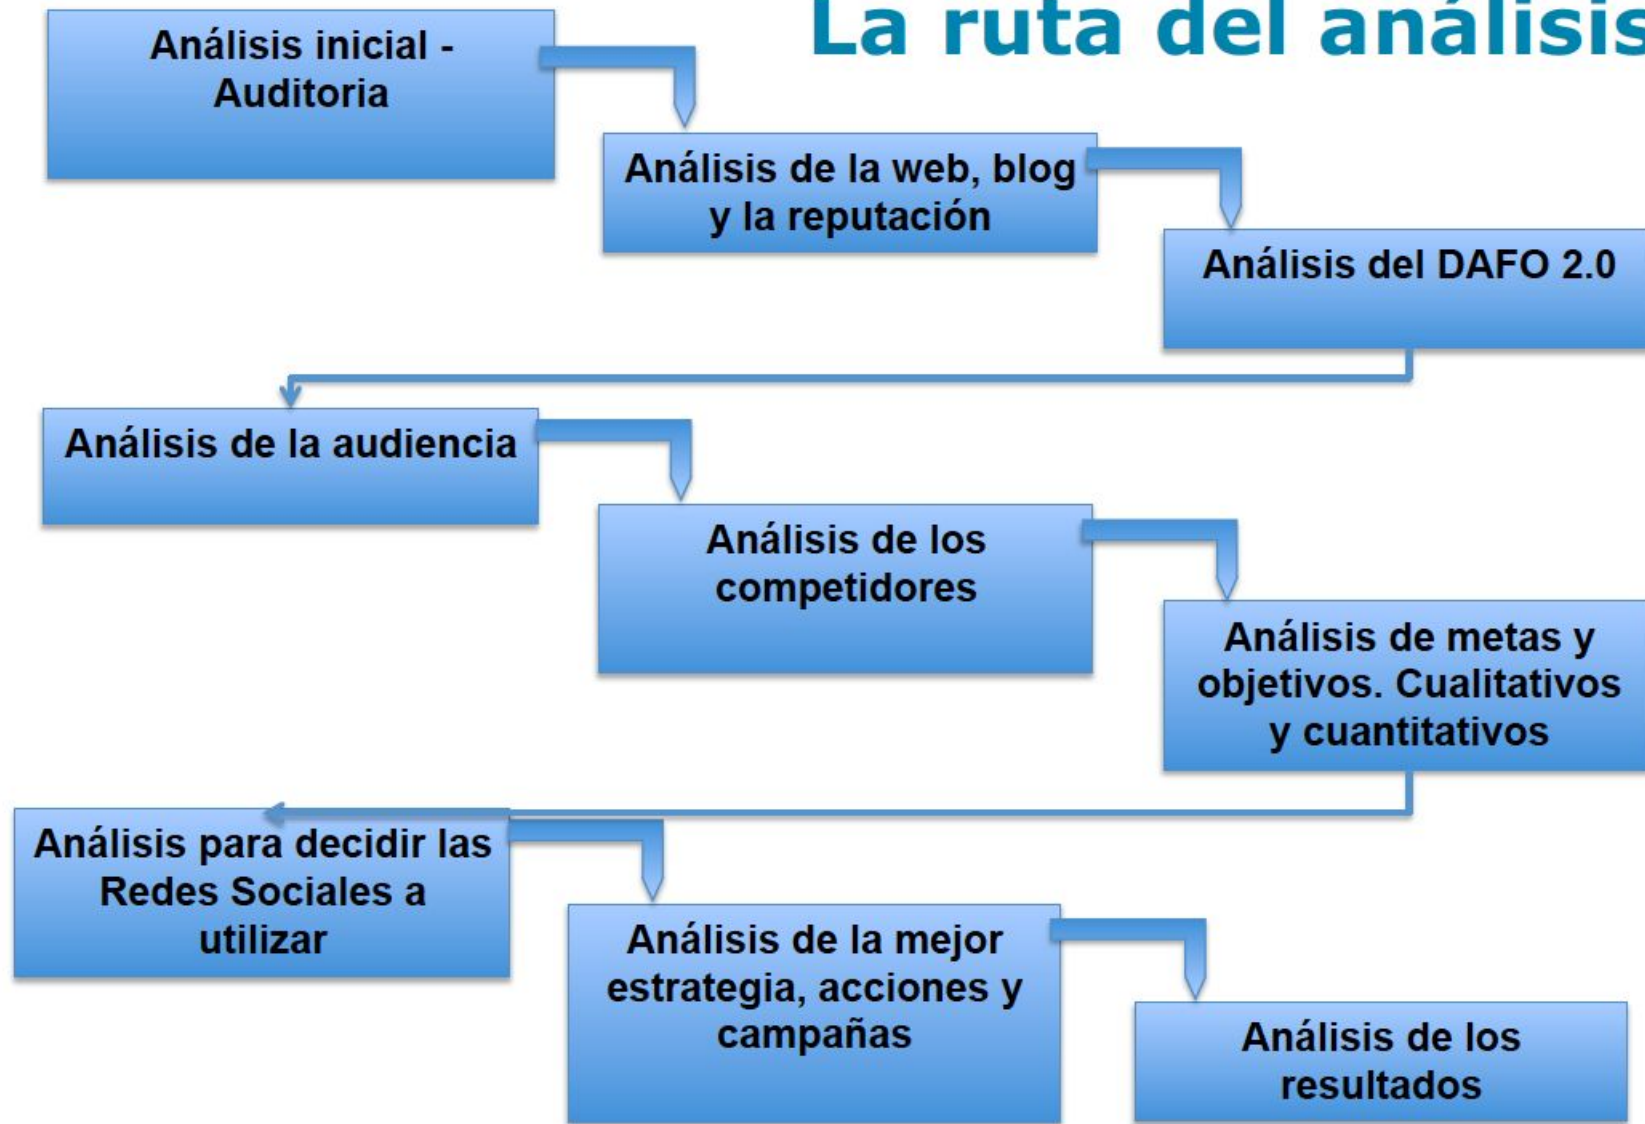 La ruta del análisis
Análisis inicial -
Auditoria
Análisis de la web, blog
y la reputación
Análisis del DAFO 2.0
Análisis de la audiencia
Análisis de los
competidores
Análisis de metas y
objetivos. Cualitativos
y cuantitativos
Análisis para decidir las
Redes Sociales a
utilizar
Análisis de la mejor
estrategia, acciones y
campañas
Análisis de los
resultados